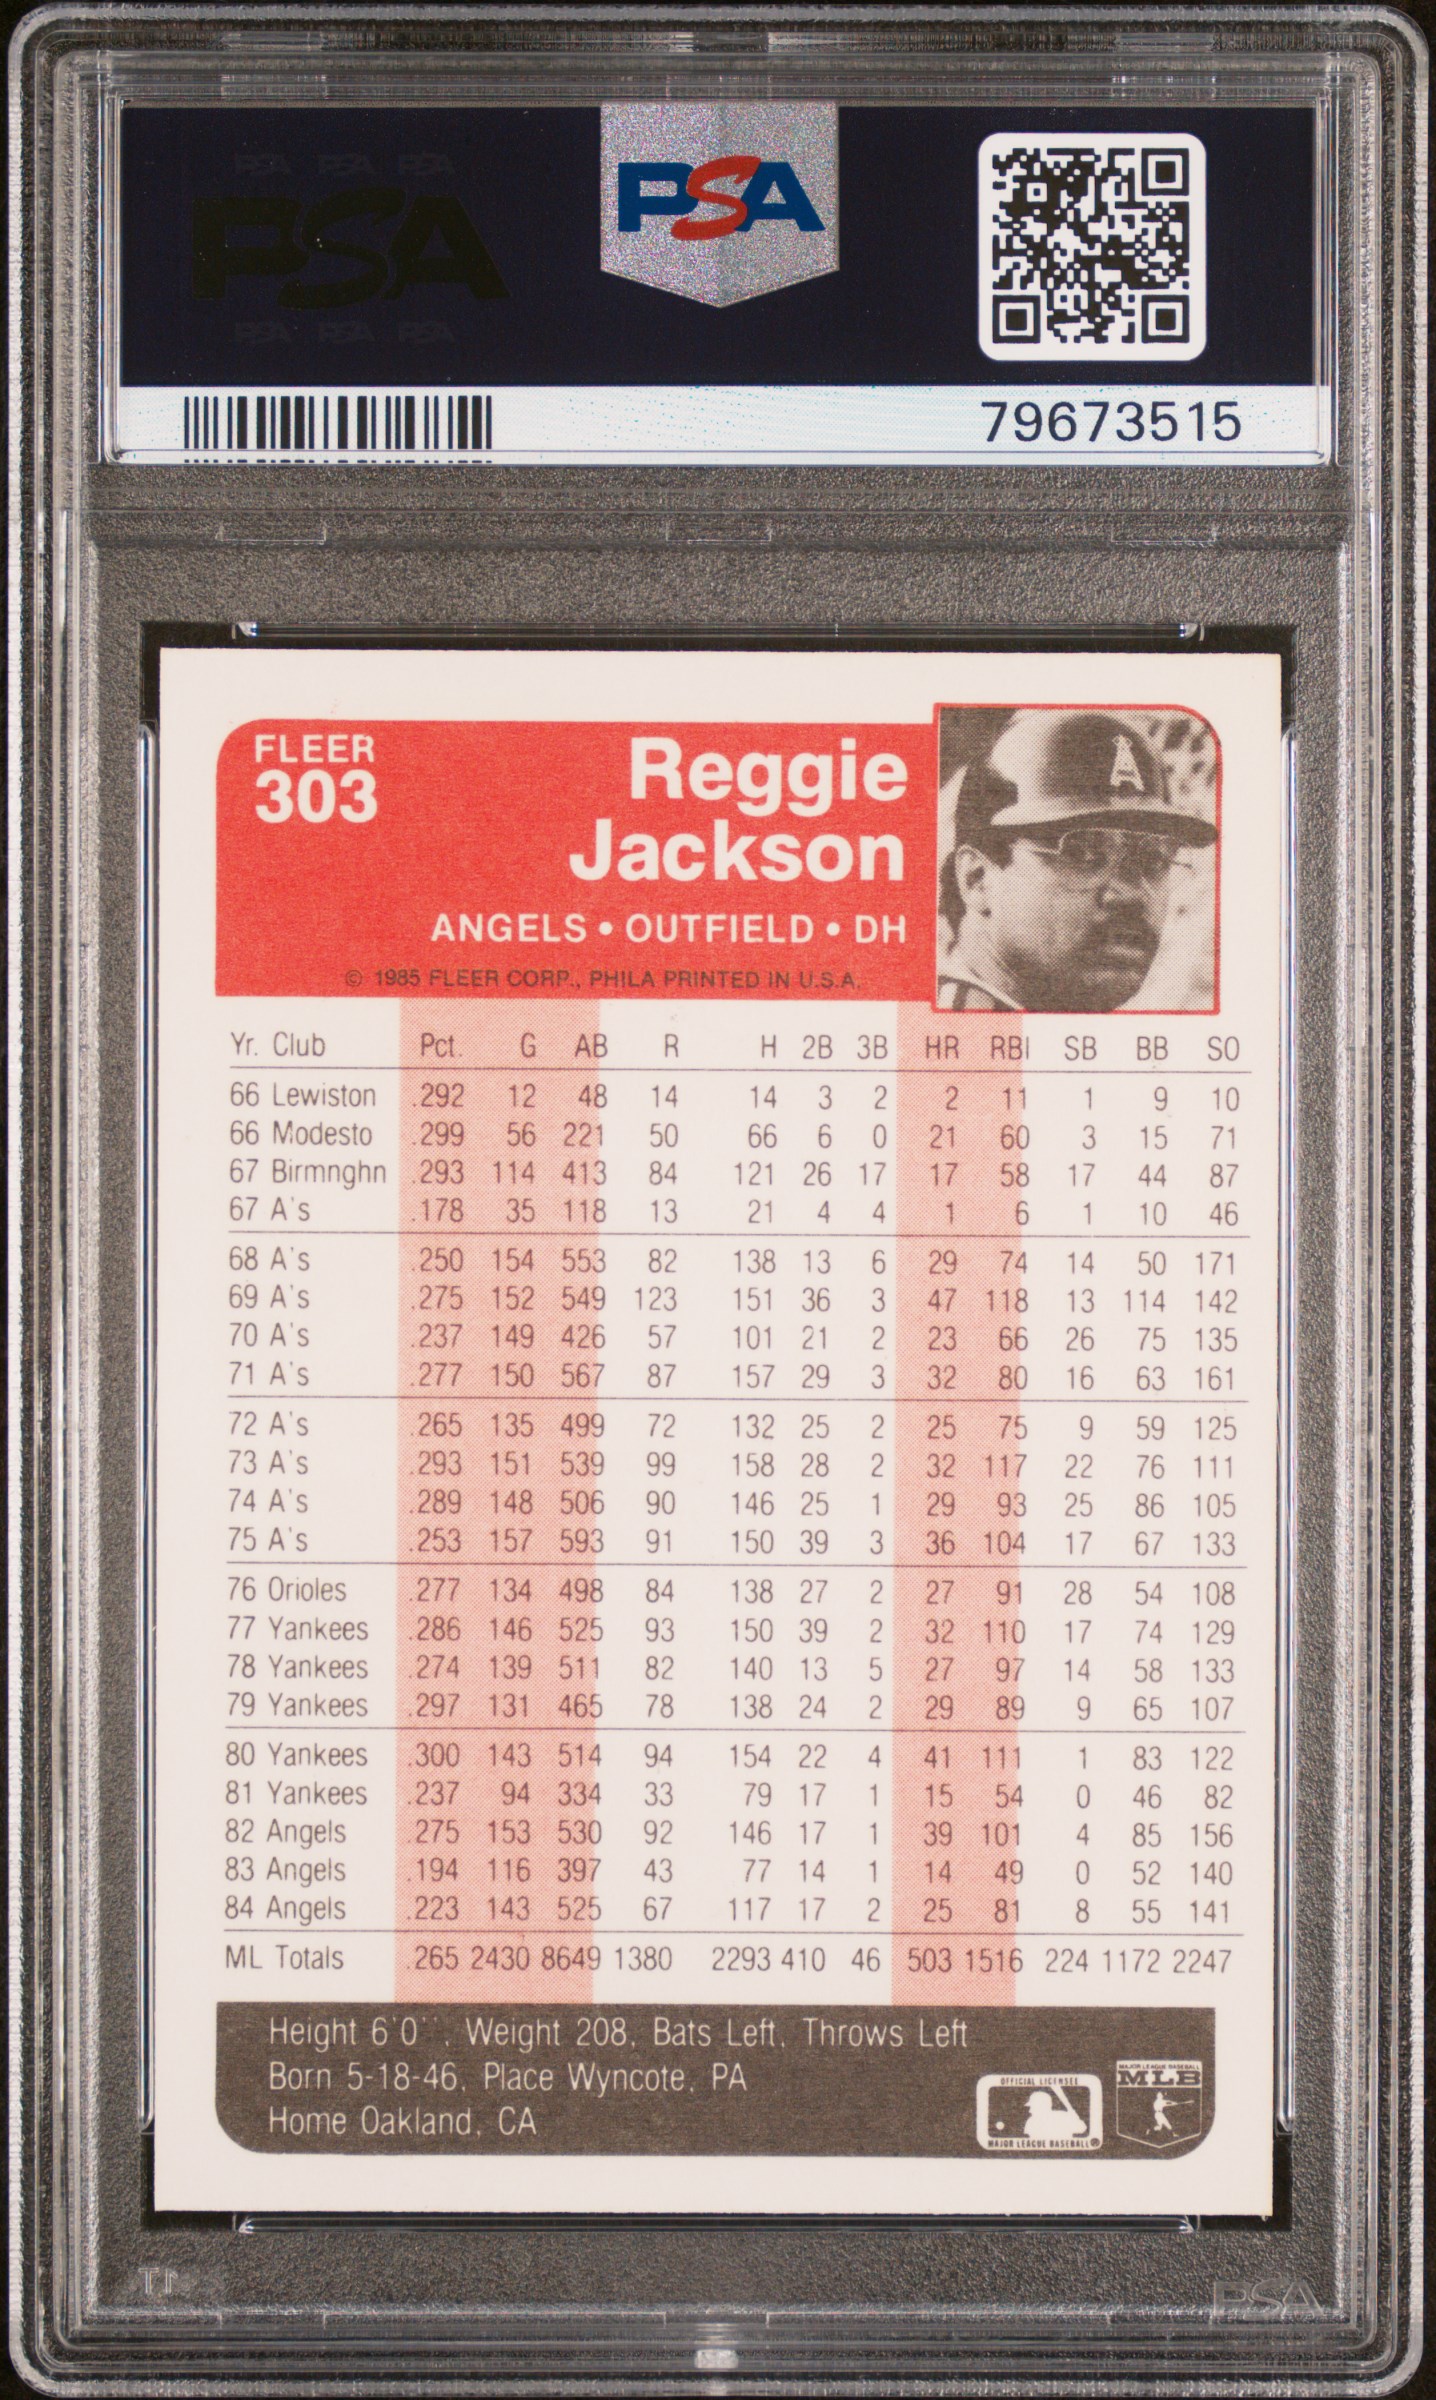 PSA PSA PSA
PSA
PSA PSA PSA
PSA
79673515
FLEER
303
Reggie
Jackson
ANGELS • OUTFIELD • DH
© 1985 FLEER CORP., PHILA PRINTED IN U.S.A.
Yr. Club Pct. G AB R H 2B 3B HR RBI SB BB SO
66 Lewiston .292 12 48 14 14 3 2 2 11 1 9 10
66 Modesto .299 56 221 50 66 6 0 21 60 3 15 71
67 Birmnghn .293 114 413 84 121 26 17 17 58 17 44 87
67 A's .178 35 118 13 21 4 4 1 6 1 10 46
68 A's .250 154 553 82 138 13 6 29 74 14 50 171
69 A's .275 152 549 123 151 36 3 47 118 13 114 142
70 A's .237 149 426 57 101 21 2 23 66 26 75 135
71 A's .277 150 567 87 157 29 3 32 80 16 63 161
72 A's .265 135 499 72 132 25 2 25 75 9 59 125
73 A's .293 151 539 99 158 28 2 32 117 22 76 111
74 A's .289 148 506 90 146 25 1 29 93 25 86 105
75 A's .253 157 593 91 150 39 3 36 104 17 67 133
76 Orioles .277 134 498 84 138 27 2 27 91 28 54 108
77 Yankees .286 146 525 93 150 39 2 32 110 17 74 129
78 Yankees .274 139 511 82 140 13 5 27 97 14 58 133
79 Yankees .297 131 465 78 138 24 2 29 89 9 65 107
80 Yankees .300 143 514 94 154 22 4 41 111 1 83 122
81 Yankees .237 94 334 33 79 17 1 15 54 0 46 82
82 Angels .275 153 530 92 146 17 1 39 101 4 85 156
83 Angels .194 116 397 43 77 14 1 14 49 0 52 140
84 Angels .223 143 525 67 117 17 2 25 81 8 55 141
ML Totals .265 2430 8649 1380 2293 410 46 503 1516 224 1172 2247
Height 6'0'', Weight 208, Bats Left, Throws Left
Born 5-18-46, Place Wyncote, PA
Home Oakland, CA
OFFICIAL LICENSEE
MAJOR LEAGUE BASEBALL®
MAJOR LEAGUE BASEBALL
MLB
PSA